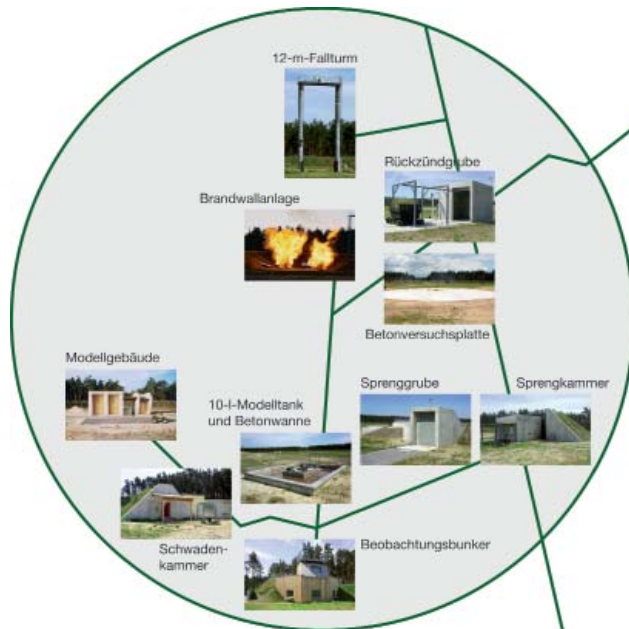 12-m-Fallturm
Rückzündgrube
Brandwallanlage
Betonversuchsplatte
Modellgebäude
Sprenggrube
Sprengkammer
10-l-Modelltank
und Betonwanne
Schwaden-
kammer
Beobachtungsbunker